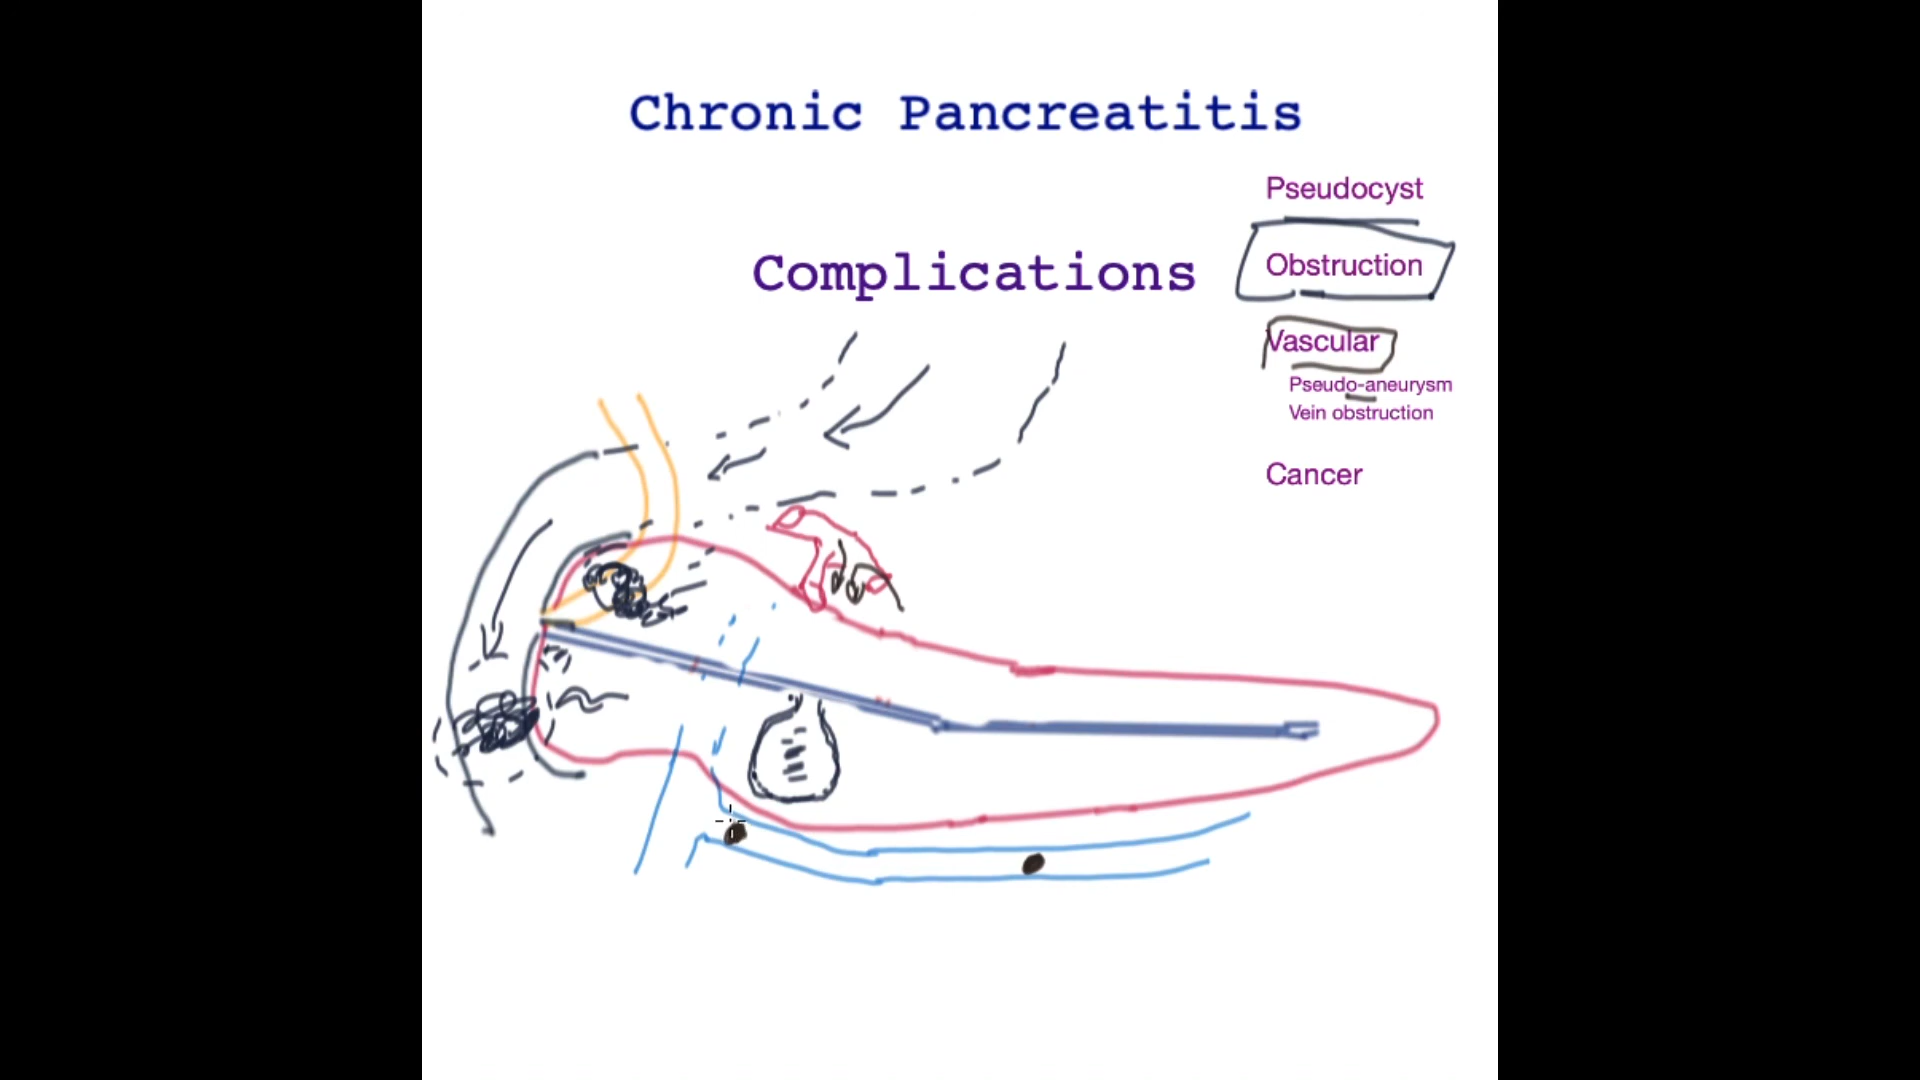 Chronic Pancreatitis
Complications
Pseudocyst
Obstruction
Vascular
Pseudo-aneurysm
Vein obstruction
Cancer